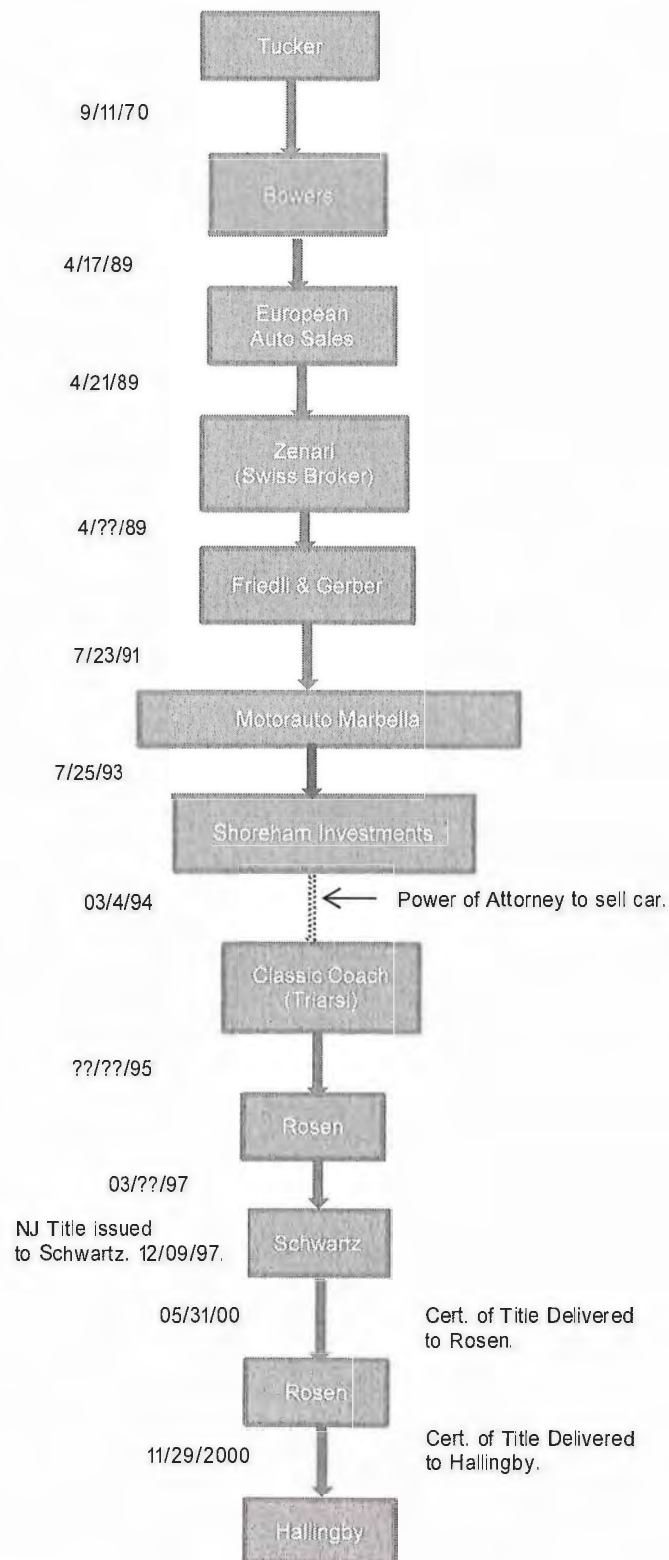 Tucker
9/11/70
Bowers
4/17/89
European
Auto Sales
4/21/89
Zenari
(Swiss Broker)
4/??/89
Friedli & Gerber
7/23/91
Motorauto Marbella
7/25/93
Shoreham Investments
03/4/94
Power of Attorney to sell car.
Classic Coach
(Triarsi)
??/??/95
Rosen
03/??/97
NJ Title issued
to Schwartz. 12/09/97.
Schwartz
05/31/00
Cert. of Title Delivered
to Rosen.
Rosen
11/29/2000
Cert. of Title Delivered
to Hallingby.
Hallingby